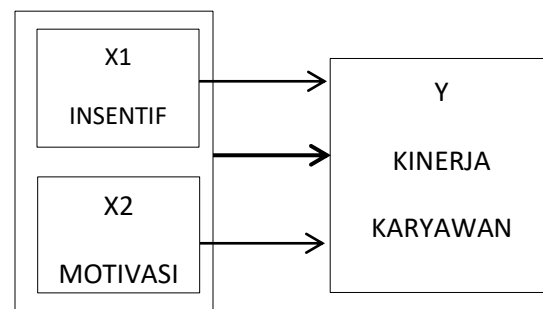 X1
INSENTIF
X2
MOTIVASI
Y
KINERJA
KARYAWAN